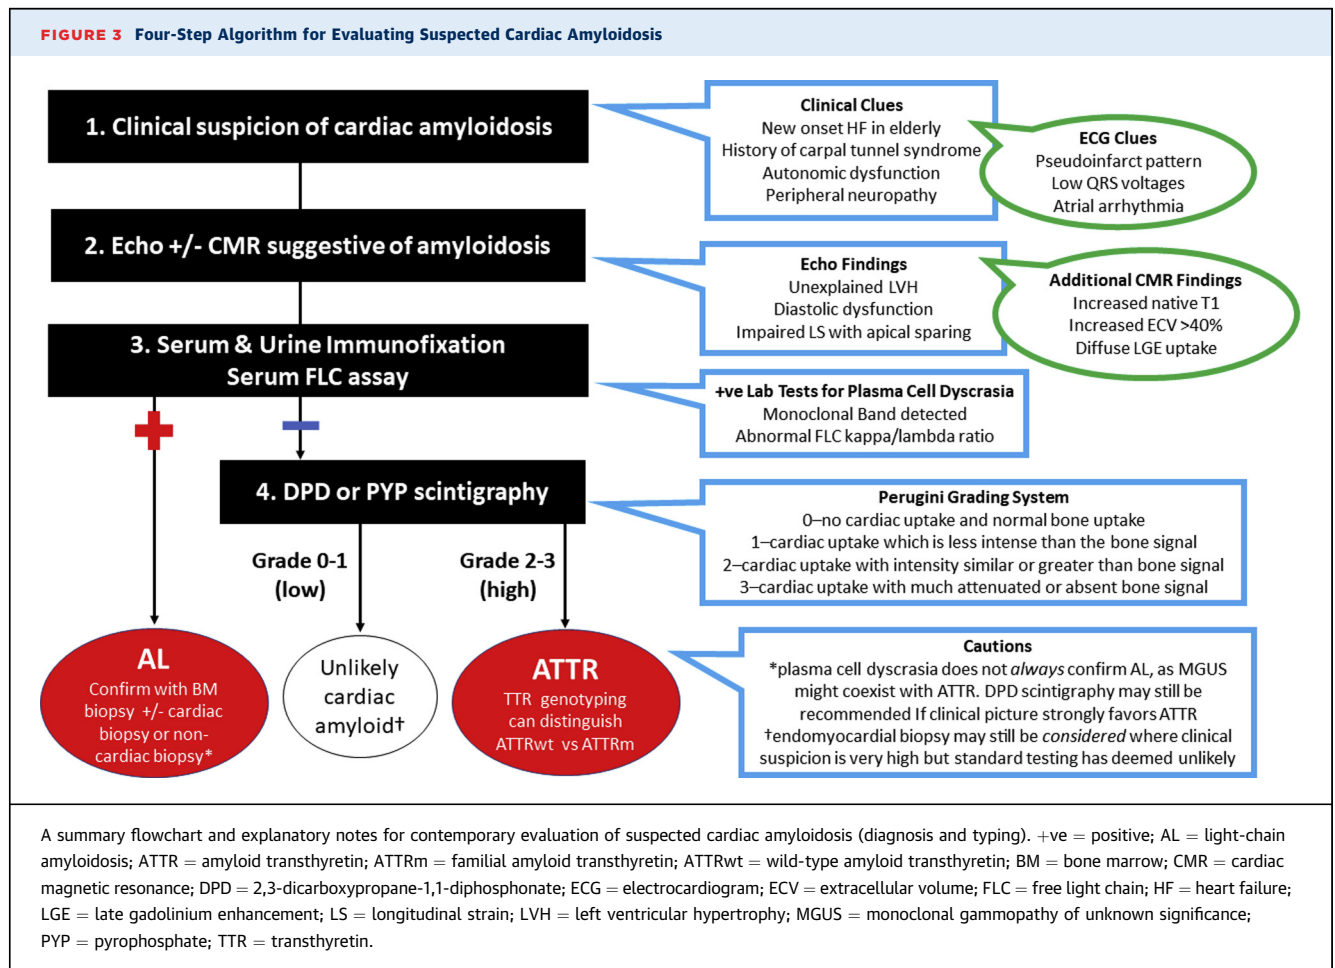 FIGURE 3 Four-Step Algorithm for Evaluating Suspected Cardiac Amyloidosis
1. Clinical suspicion of cardiac amyloidosis
Clinical Clues
New onset HF in elderly
History of carpal tunnel syndrome
Autonomic dysfunction
Peripheral neuropathy
ECG Clues
Pseudoinfarct pattern
Low QRS voltages
Atrial arrhythmia
2. Echo +/- CMR suggestive of amyloidosis
Echo Findings
Unexplained LVH
Diastolic dysfunction
Impaired LS with apical sparing
Additional CMR Findings
Increased native T1
Increased ECV >40%
Diffuse LGE uptake
3. Serum & Urine Immunofixation
Serum FLC assay
+ve Lab Tests for Plasma Cell Dyscrasia
Monoclonal Band detected
Abnormal FLC kappa/lambda ratio
4. DPD or PYP scintigraphy
Perugini Grading System
0–no cardiac uptake and normal bone uptake
1–cardiac uptake which is less intense than the bone signal
2–cardiac uptake with intensity similar or greater than bone signal
3–cardiac uptake with much attenuated or absent bone signal
Grade 0-1
(low)
Grade 2-3
(high)
AL
Confirm with BM
biopsy +/- cardiac
biopsy or non-
cardiac biopsy*
Unlikely
cardiac
amyloid†
ATTR
TTR genotyping
can distinguish
ATTRwt vs ATTRm
Cautions
*plasma cell dyscrasia does not always confirm AL, as MGUS
might coexist with ATTR. DPD scintigraphy may still be
recommended If clinical picture strongly favors ATTR
†endomyocardial biopsy may still be considered where clinical
suspicion is very high but standard testing has deemed unlikely
A summary flowchart and explanatory notes for contemporary evaluation of suspected cardiac amyloidosis (diagnosis and typing). +ve = positive; AL = light-chain
amyloidosis; ATTR = amyloid transthyretin; ATTRm = familial amyloid transthyretin; ATTRwt = wild-type amyloid transthyretin; BM = bone marrow; CMR = cardiac
magnetic resonance; DPD = 2,3-dicarboxypropane-1,1-diphosphonate; ECG = electrocardiogram; ECV = extracellular volume; FLC = free light chain; HF = heart failure;
LGE = late gadolinium enhancement; LS = longitudinal strain; LVH = left ventricular hypertrophy; MGUS = monoclonal gammopathy of unknown significance;
PYP = pyrophosphate; TTR = transthyretin.